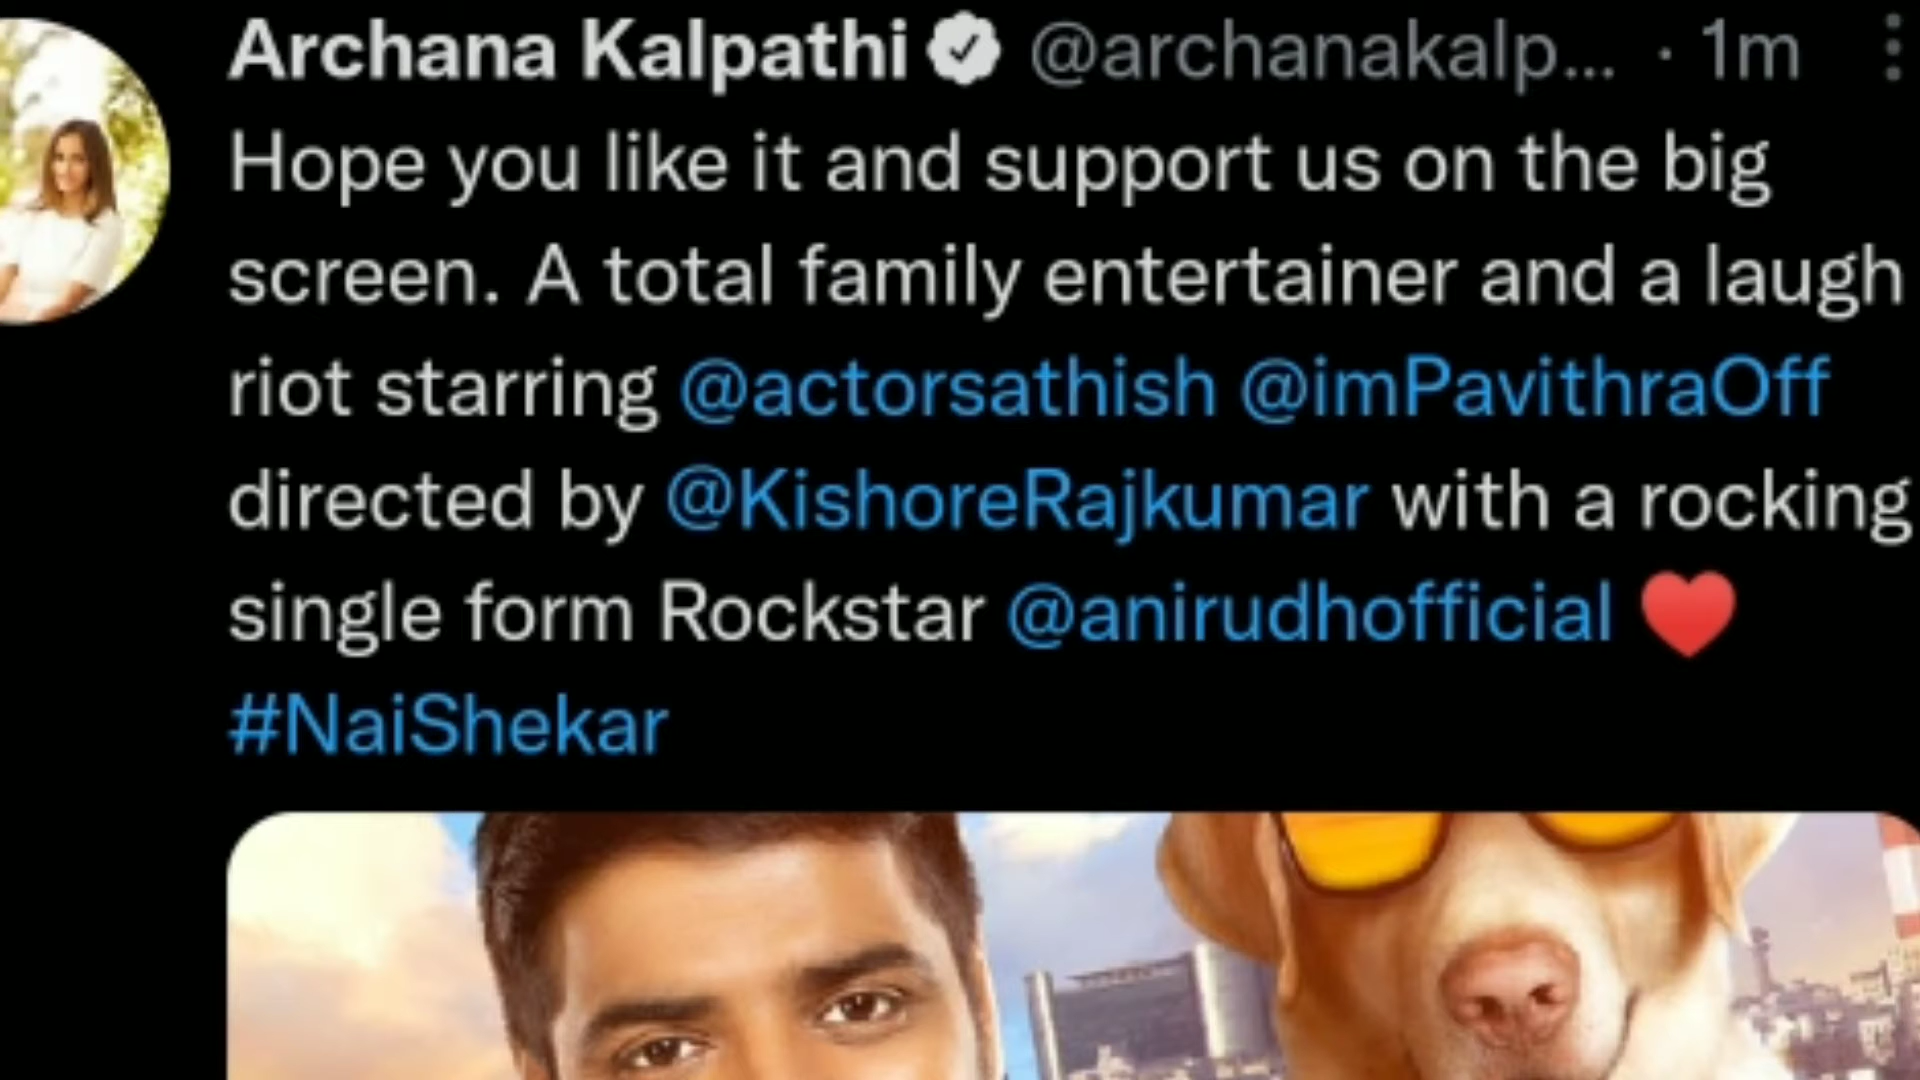 Archana Kalpathi @archanakalp... · 1m
Hope you like it and support us on the big
screen. A total family entertainer and a laugh
riot starring @actorsathish @imPavithraOff
directed by @KishoreRajkumar with a rocking
single form Rockstar @anirudhofficial ❤️
#NaiShekar